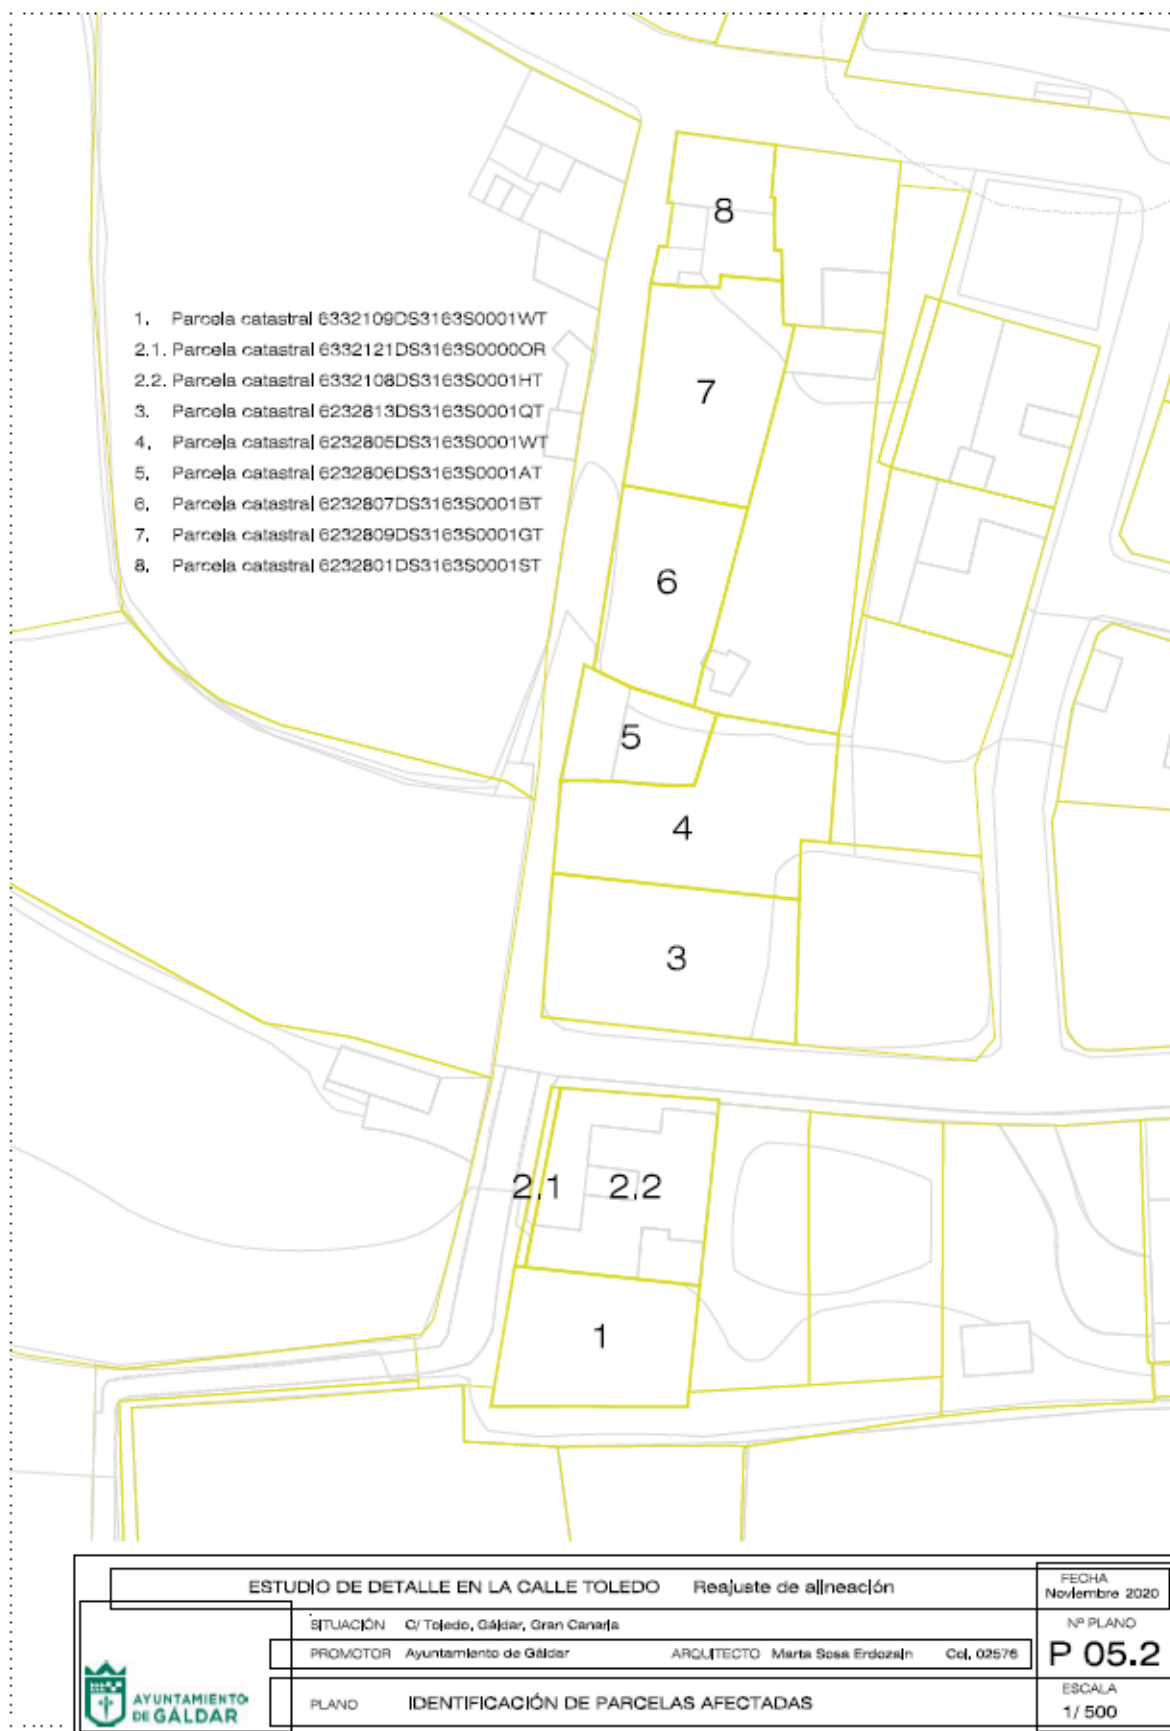 8
1. Parcela catastral 6332109DS3163S0001WT
2.1. Parcela catastral 6332121DS3163S0000OR
2.2. Parcela catastral 6332108DS3163S0001HT
3. Parcela catastral 6232813DS3163S0001QT
4. Parcela catastral 6232805DS3163S0001WT
5. Parcela catastral 6232806DS3163S0001AT
6. Parcela catastral 6232807DS3163S0001BT
7. Parcela catastral 6232809DS3163S0001GT
8. Parcela catastral 6232801DS3163S0001ST
7
6
5
4
3
2.1 2.2
1
ESTUDIO DE DETALLE EN LA CALLE TOLEDO Reajuste de alineación
FECHA
Noviembre 2020
SITUACIÓN C/ Toledo, Gáldar, Gran Canaria
Nº PLANO
PROMOTOR Ayuntamiento de Gáldar ARQUITECTO Marta Sosa Erdozain Col. 02576
P 05.2
AYUNTAMIENTO
DE GÁLDAR
PLANO IDENTIFICACIÓN DE PARCELAS AFECTADAS
ESCALA
1/ 500